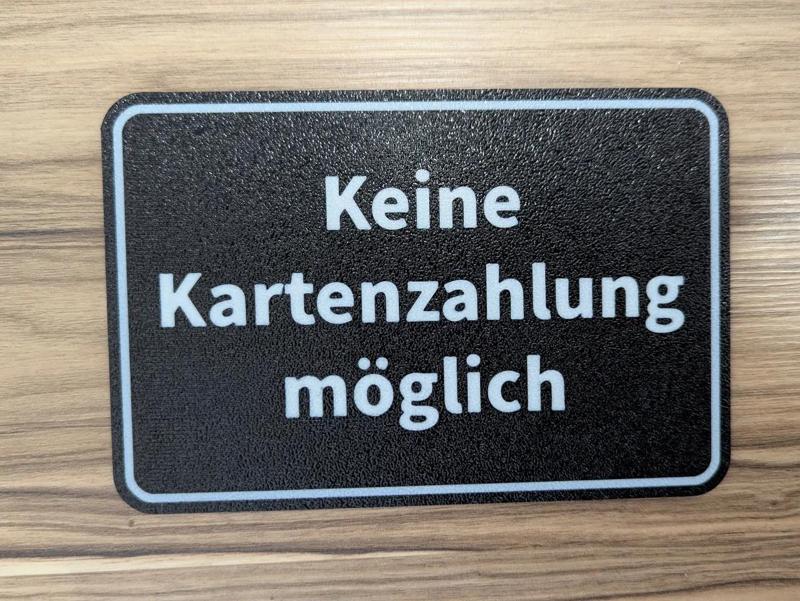 Keine
Kartenzahlung
möglich